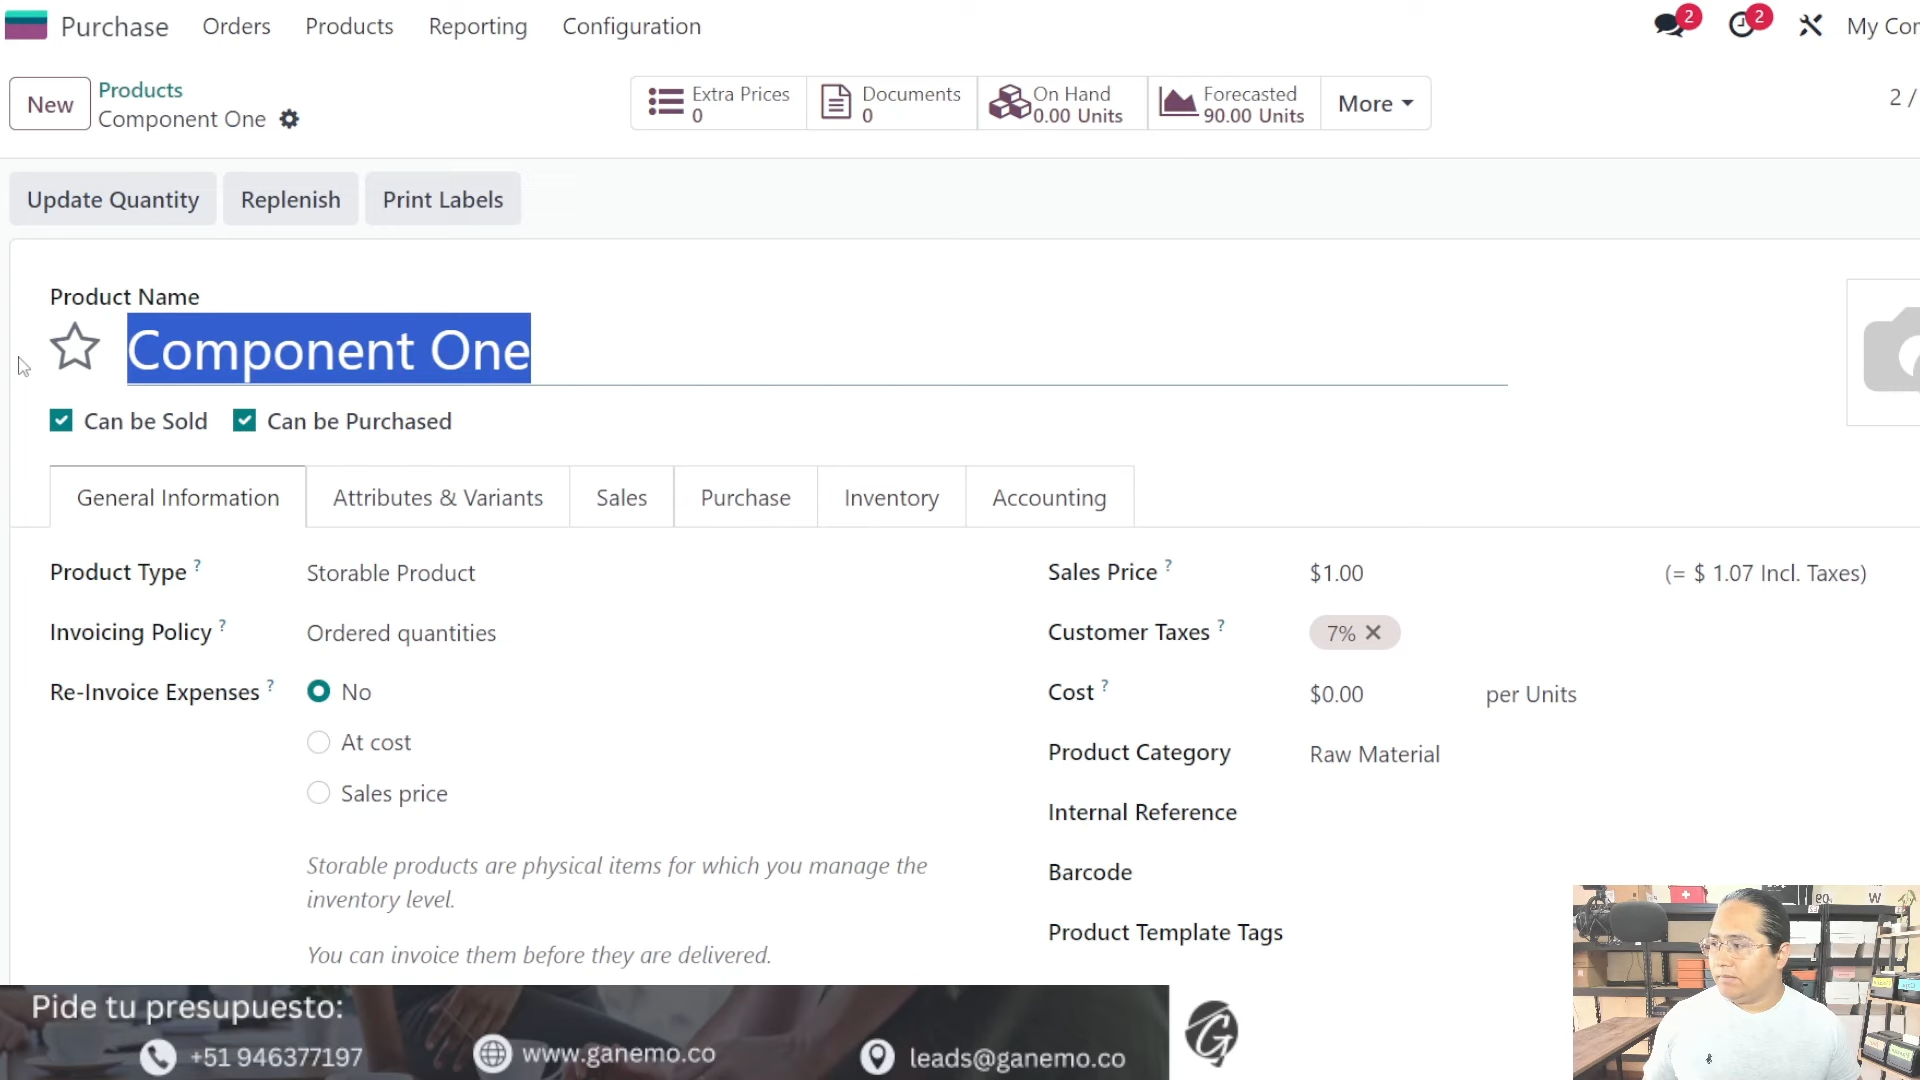 Purchase Orders Products Reporting Configuration 2 2 My Cor
New Products
Component One
Extra Prices
0
Documents
0
On Hand
0.00 Units
Forecasted
90.00 Units
More
2 /
Update Quantity Replenish Print Labels
Product Name
Component One
Can be Sold Can be Purchased
General Information Attributes & Variants Sales Purchase Inventory Accounting
Product Type ? Storable Product
Invoicing Policy ? Ordered quantities
Re-Invoice Expenses ? No
At cost
Sales price
Storable products are physical items for which you manage the
inventory level.
You can invoice them before they are delivered.
Sales Price ? $1.00 (= $ 1.07 Incl. Taxes)
Customer Taxes ? 7%
Cost ? $0.00 per Units
Product Category Raw Material
Internal Reference
Barcode
Product Template Tags
Pide tu presupuesto:
+51 946377197 www.ganemo.co leads@ganemo.co